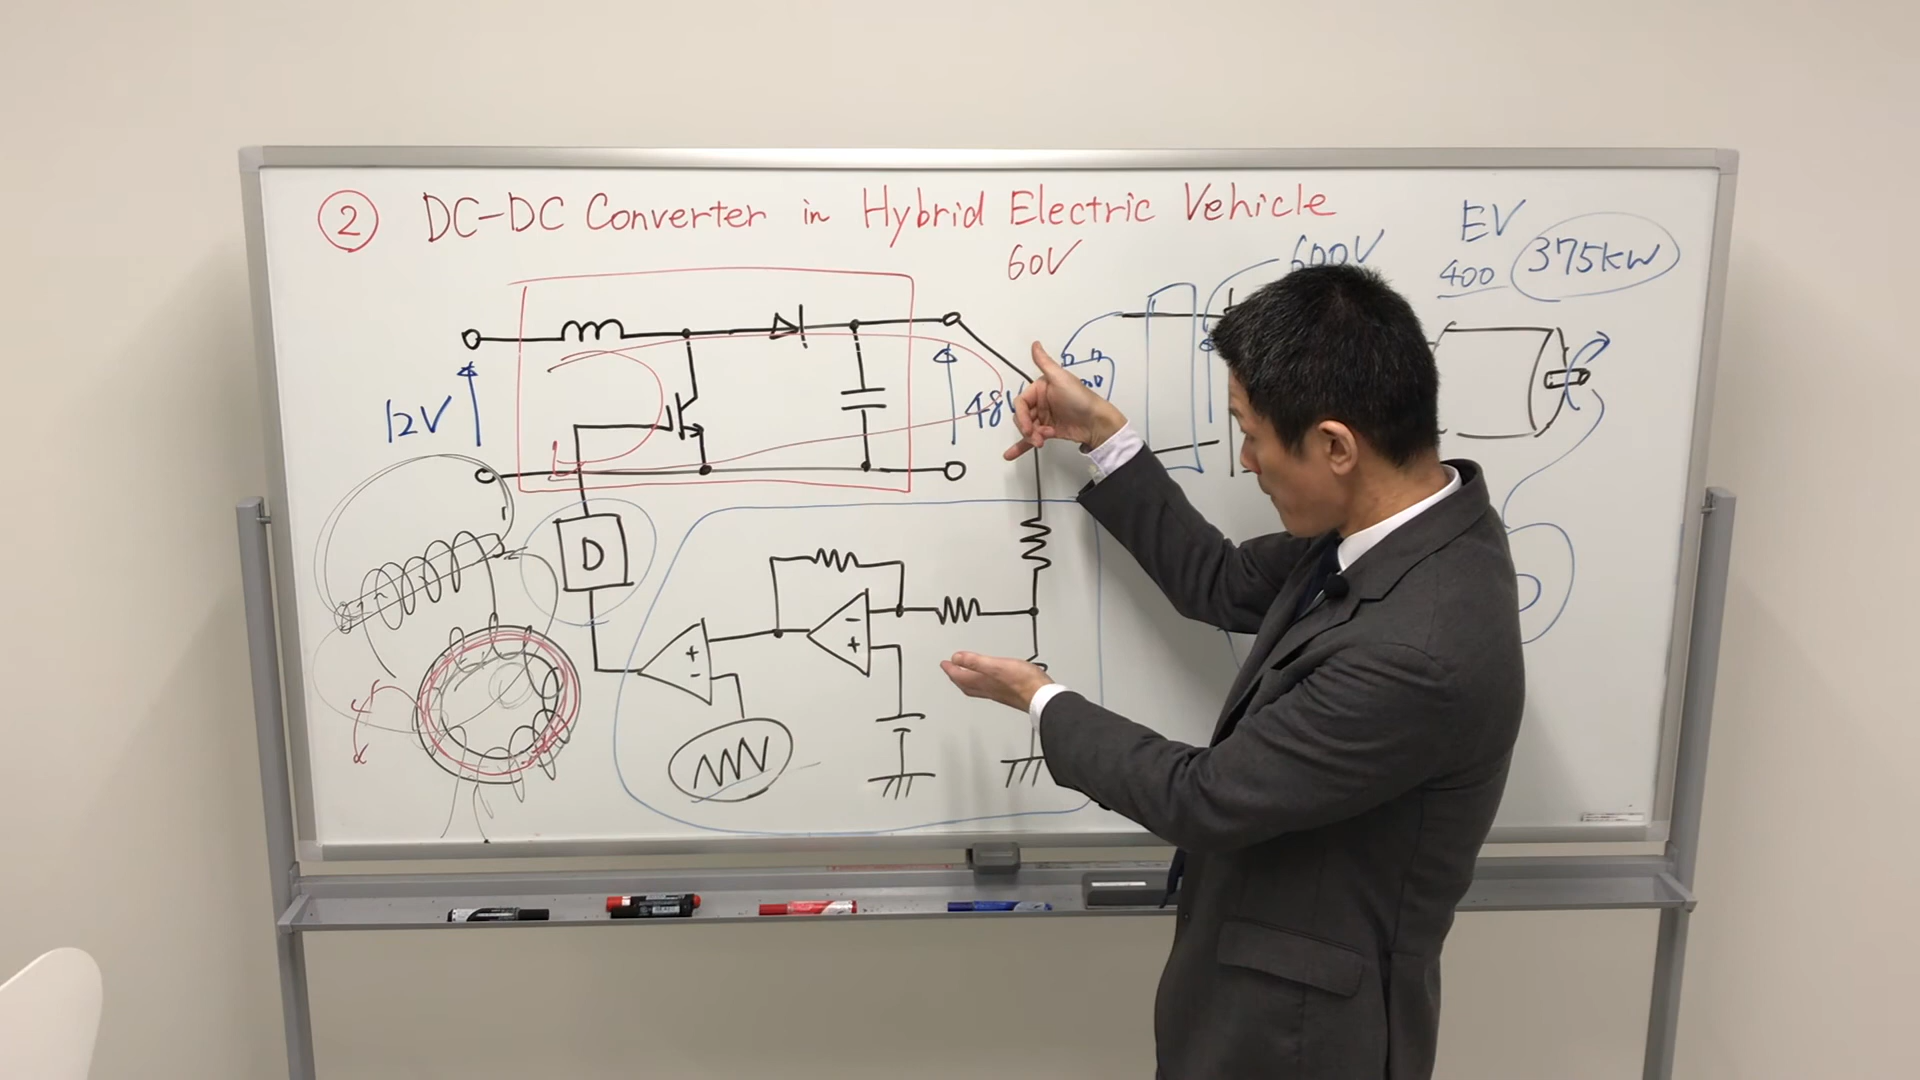 ② DC-DC Converter in Hybrid Electric Vehicle
60V
600V
EV
400
375kW
12V
48V
D
-
+
+
-